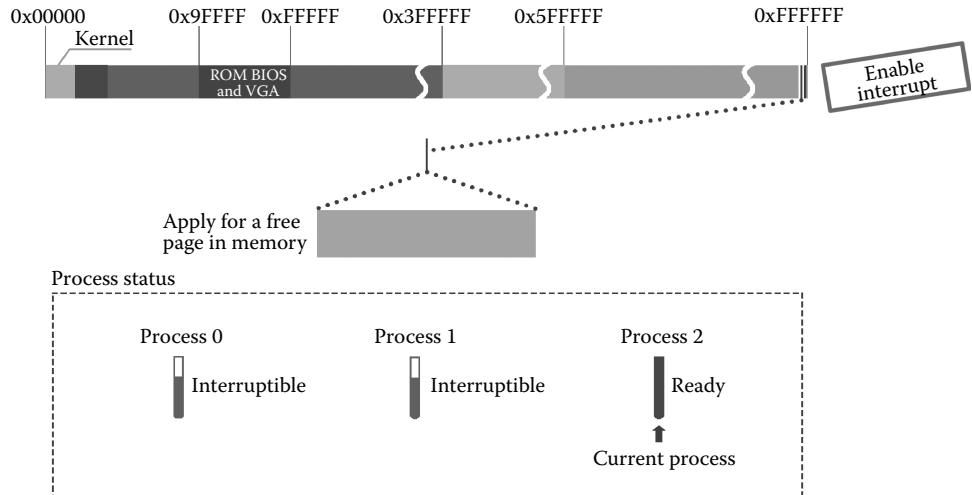 0x00000 0x9FFFF 0xFFFFF 0x3FFFFF 0x5FFFFF 0xFFFFFF
Kernel
ROM BIOS
and VGA
Enable
interrupt
Apply for a free
page in memory
Process status
Process 0 Process 1 Process 2
Interruptible Interruptible Ready
Current process